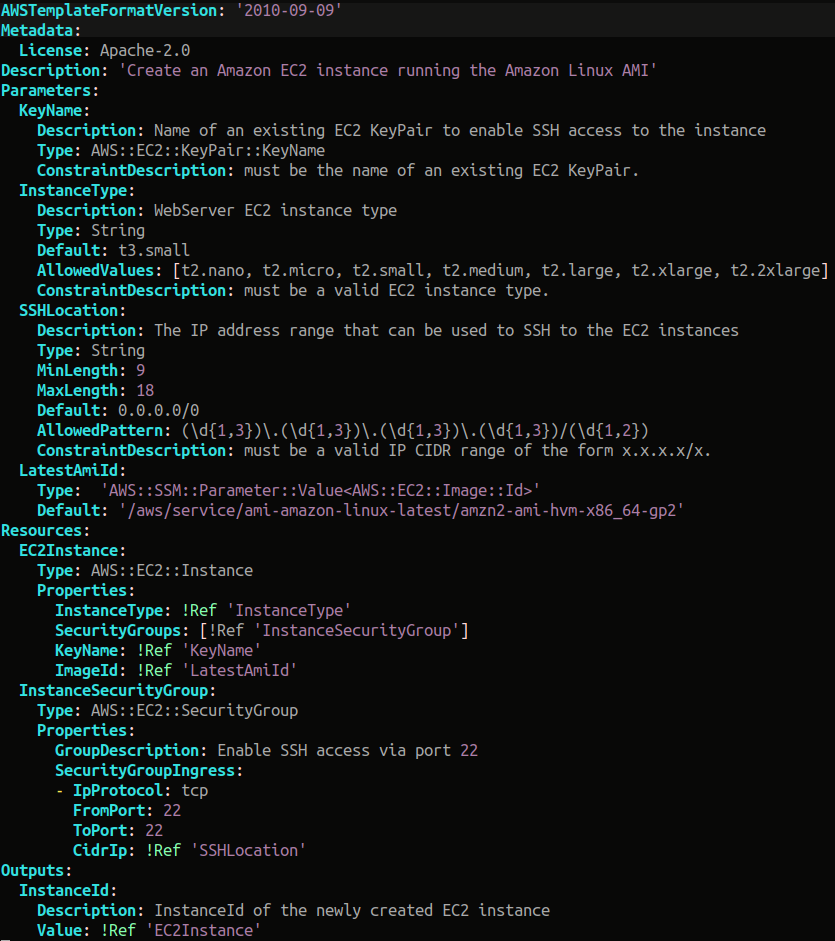 AWSTemplateFormatVersion: '2010-09-09'
Metadata:
  License: Apache-2.0
Description: 'Create an Amazon EC2 instance running the Amazon Linux AMI'
Parameters:
  KeyName:
    Description: Name of an existing EC2 KeyPair to enable SSH access to the instance
    Type: AWS::EC2::KeyPair::KeyName
    ConstraintDescription: must be the name of an existing EC2 KeyPair.
  InstanceType:
    Description: WebServer EC2 instance type
    Type: String
    Default: t3.small
    AllowedValues: [t2.nano, t2.micro, t2.small, t2.medium, t2.large, t2.xlarge, t2.2xlarge]
    ConstraintDescription: must be a valid EC2 instance type.
  SSHLocation:
    Description: The IP address range that can be used to SSH to the EC2 instances
    Type: String
    MinLength: 9
    MaxLength: 18
    Default: 0.0.0.0/0
    AllowedPattern: (\d{1,3})\.(\d{1,3})\.(\d{1,3})\.(\d{1,3})/(\d{1,2})
    ConstraintDescription: must be a valid IP CIDR range of the form x.x.x.x/x.
  LatestAmiId:
    Type:  'AWS::SSM::Parameter::Value<AWS::EC2::Image::Id>'
    Default: '/aws/service/ami-amazon-linux-latest/amzn2-ami-hvm-x86_64-gp2'
Resources:
  EC2Instance:
    Type: AWS::EC2::Instance
    Properties:
      InstanceType: !Ref 'InstanceType'
      SecurityGroups: [!Ref 'InstanceSecurityGroup']
      KeyName: !Ref 'KeyName'
      ImageId: !Ref 'LatestAmiId'
  InstanceSecurityGroup:
    Type: AWS::EC2::SecurityGroup
    Properties:
      GroupDescription: Enable SSH access via port 22
      SecurityGroupIngress:
      - IpProtocol: tcp
        FromPort: 22
        ToPort: 22
        CidrIp: !Ref 'SSHLocation'
Outputs:
  InstanceId:
    Description: InstanceId of the newly created EC2 instance
    Value: !Ref 'EC2Instance'